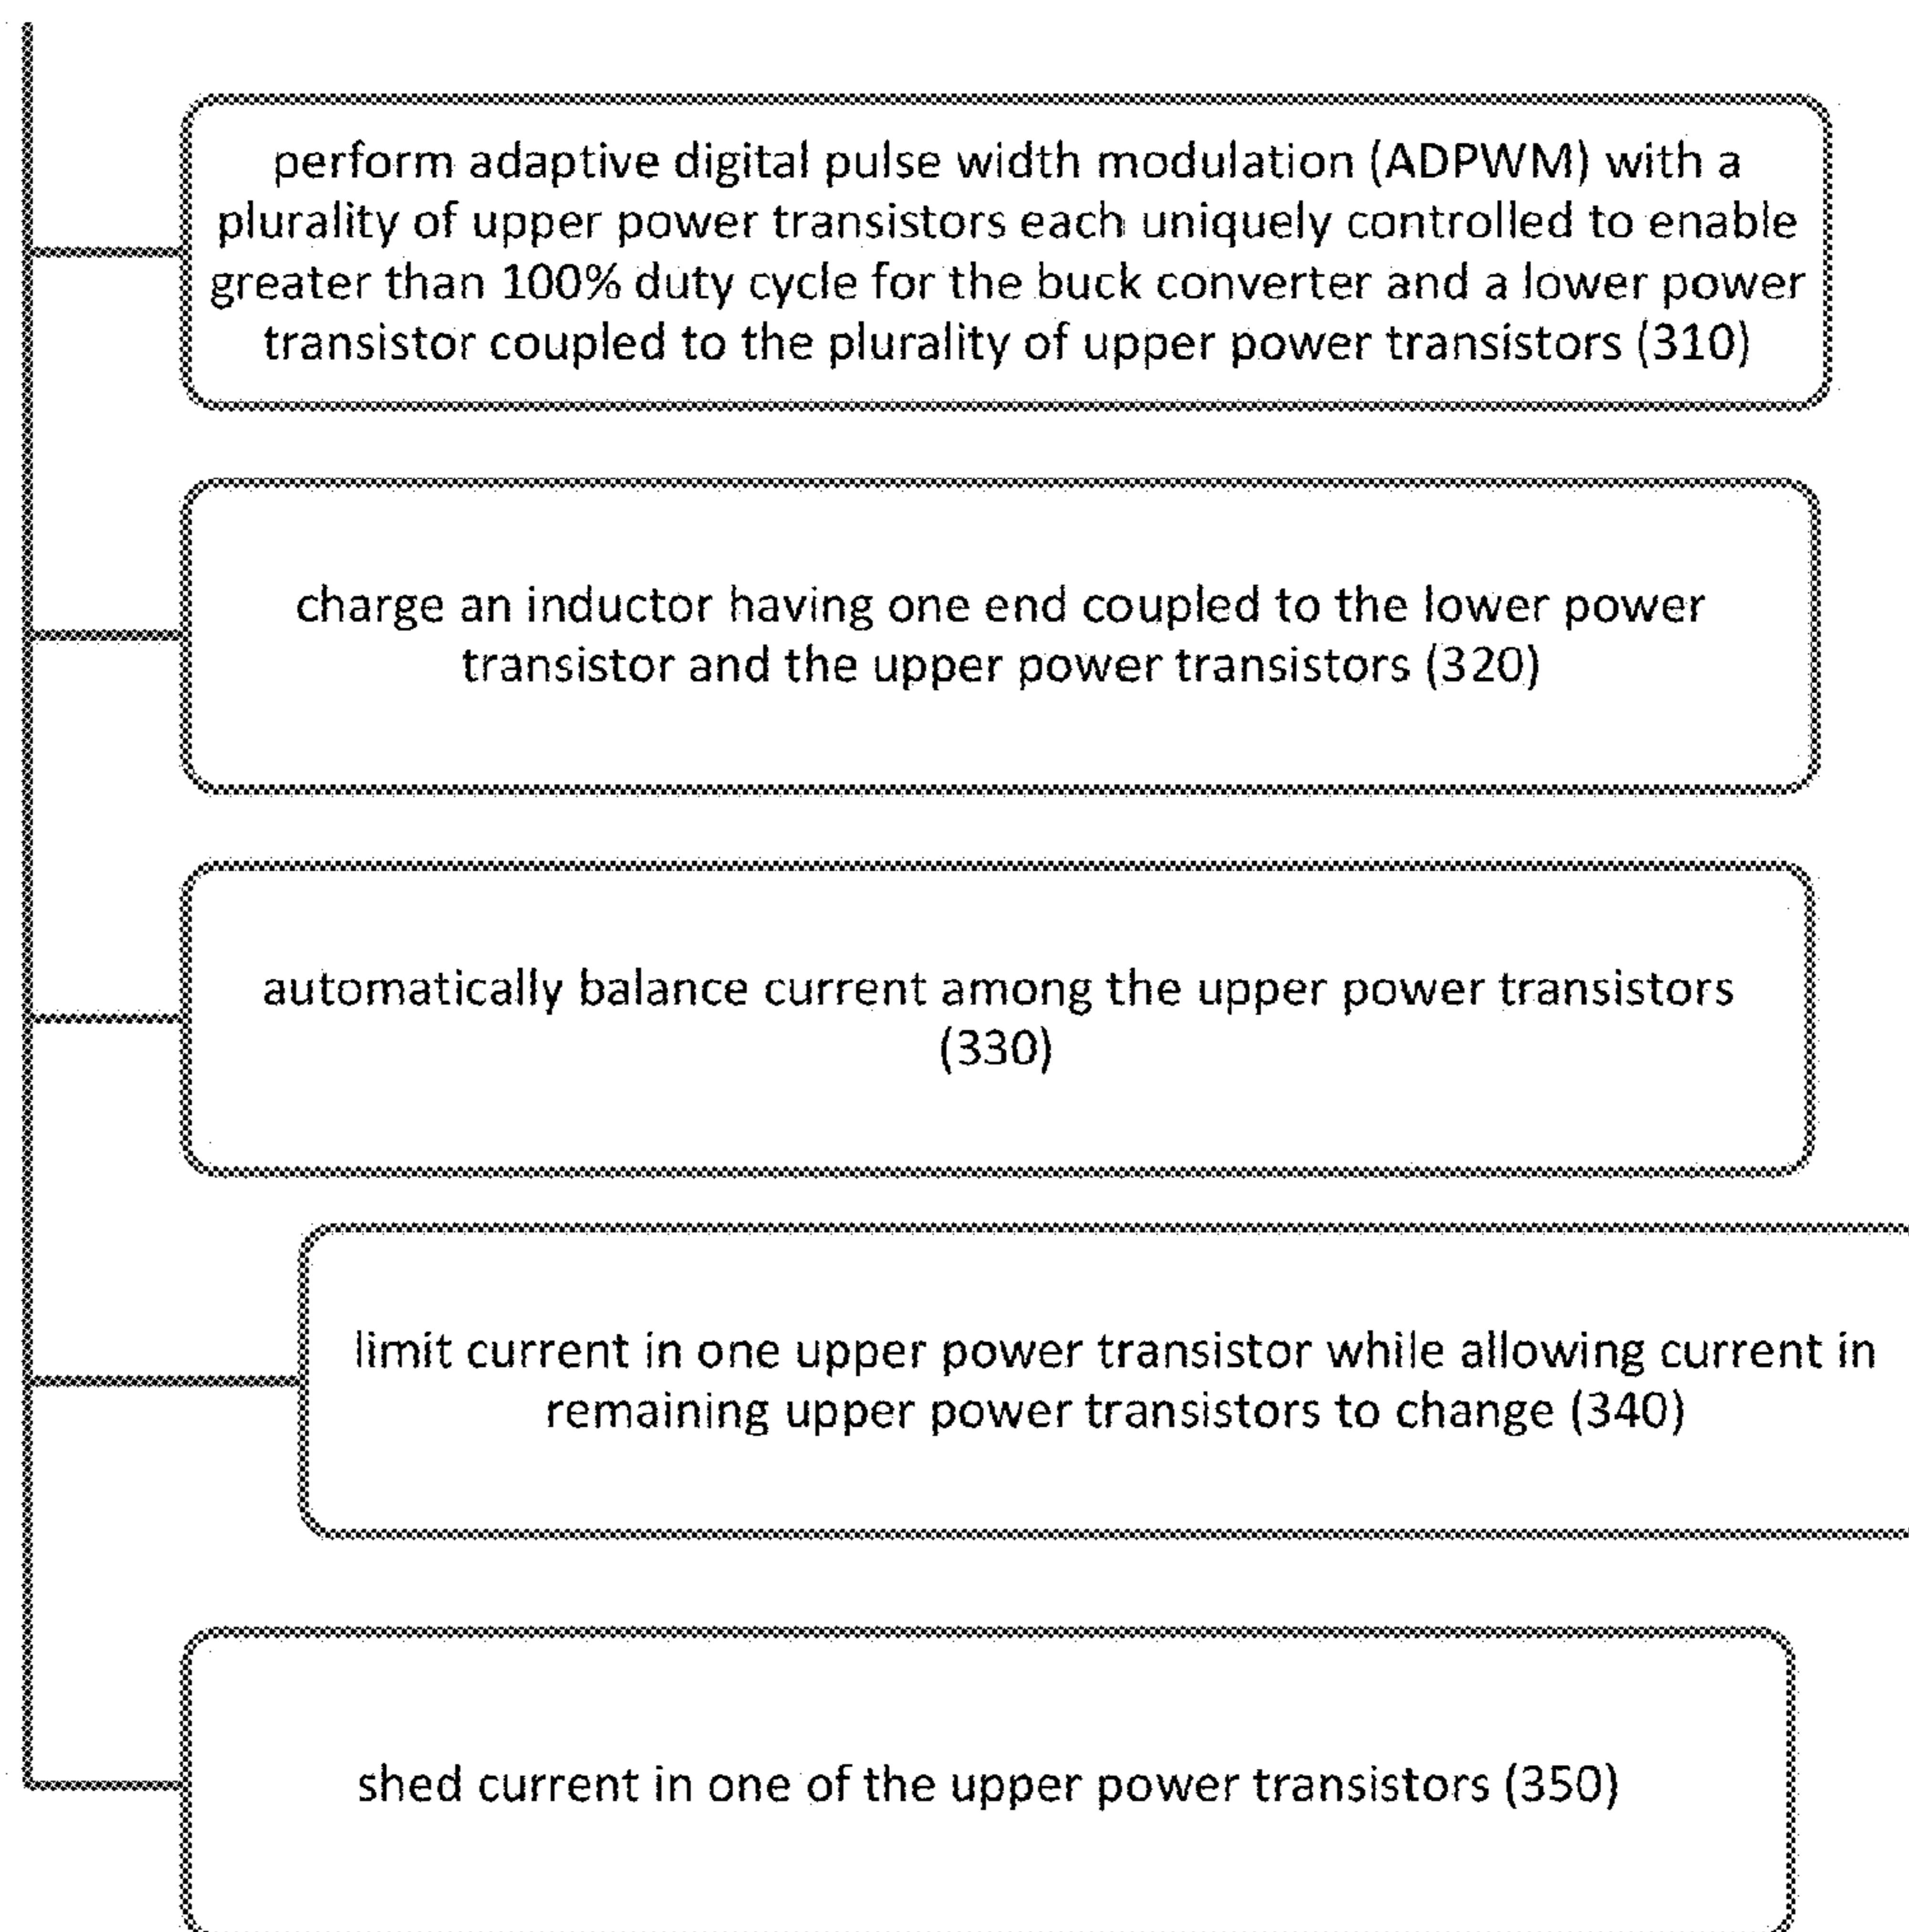 perform adaptive digital pulse width modulation (ADPWM) with a
plurality of upper power transistors each uniquely controlled to enable
greater than 100% duty cycle for the buck converter and a lower power
transistor coupled to the plurality of upper power transistors (310)
charge an inductor having one end coupled to the lower power
transistor and the upper power transistors (320)
automatically balance current among the upper power transistors
(330)
limit current in one upper power transistor while allowing current in
remaining upper power transistors to change (340)
shed current in one of the upper power transistors (350)